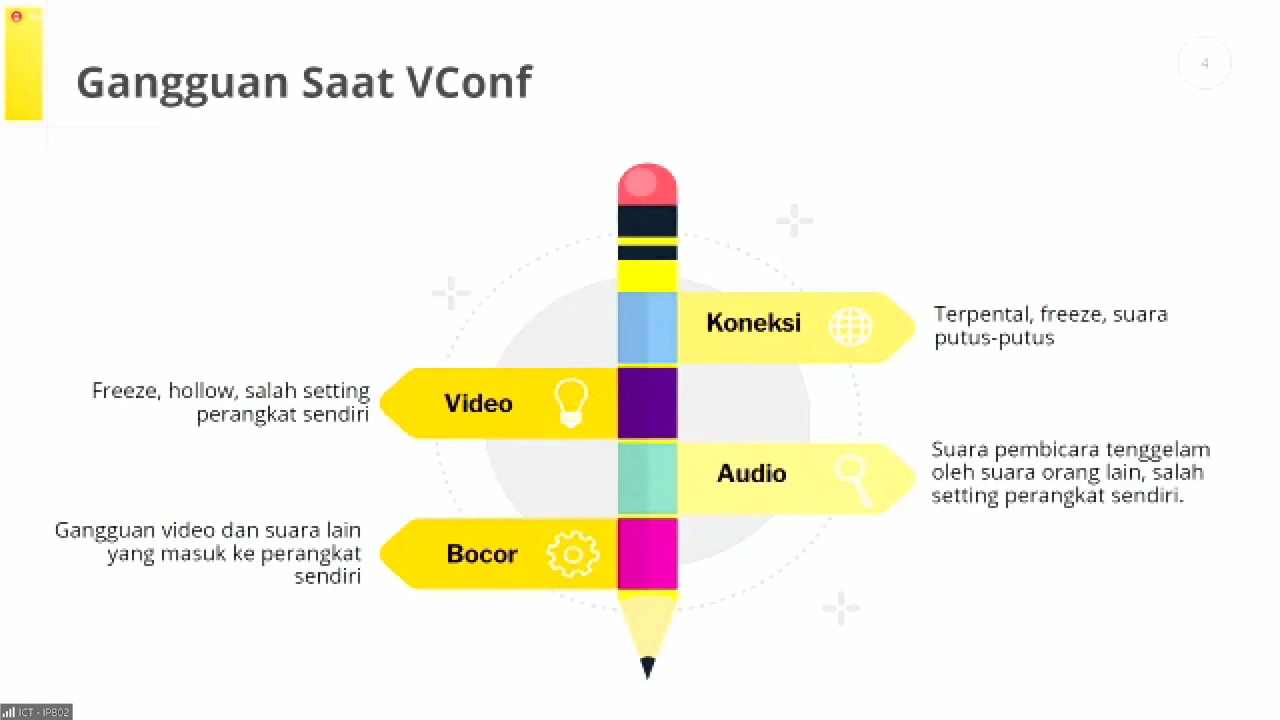 Gangguan Saat VConf
4
Koneksi
Terpental, freeze, suara
putus-putus
Freeze, hollow, salah setting
perangkat sendiri
Video
Audio
Suara pembicara tenggelam
oleh suara orang lain, salah
setting perangkat sendiri.
Gangguan video dan suara lain
yang masuk ke perangkat
sendiri
Bocor
ICT - IPB02